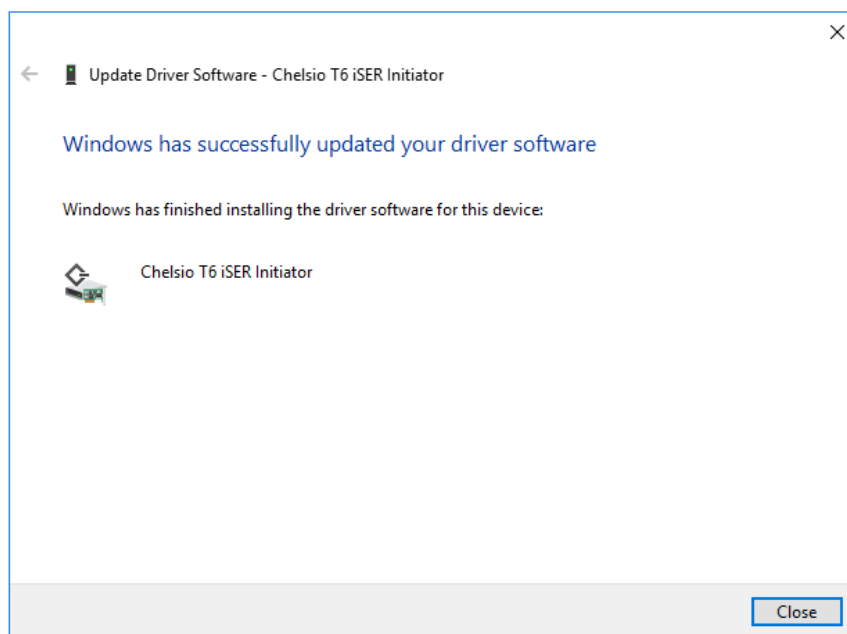 Update Driver Software - Chelsio T6 iSER Initiator
Windows has successfully updated your driver software
Windows has finished installing the driver software for this device:
Chelsio T6 iSER Initiator
Close